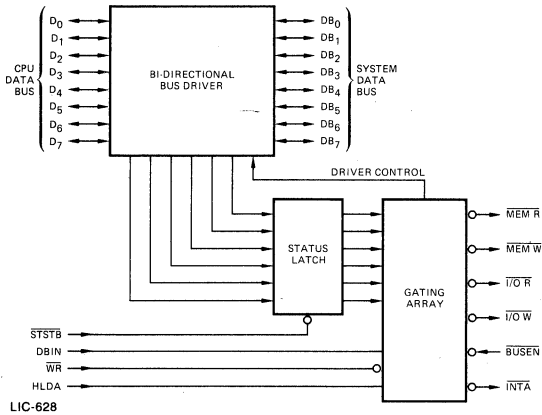 D0
D1
D2
D3
D4
D5
D6
D7
CPU
DATA
BUS
BI-DIRECTIONAL
BUS DRIVER
DB0
DB1
DB2
DB3
DB4
DB5
DB6
DB7
SYSTEM
DATA
BUS
DRIVER CONTROL
STATUS
LATCH
GATING
ARRAY
MEM R
MEM W
I/O R
I/O W
BUSEN
INTA
STSTB
DBIN
WR
HLDA
LIC-628